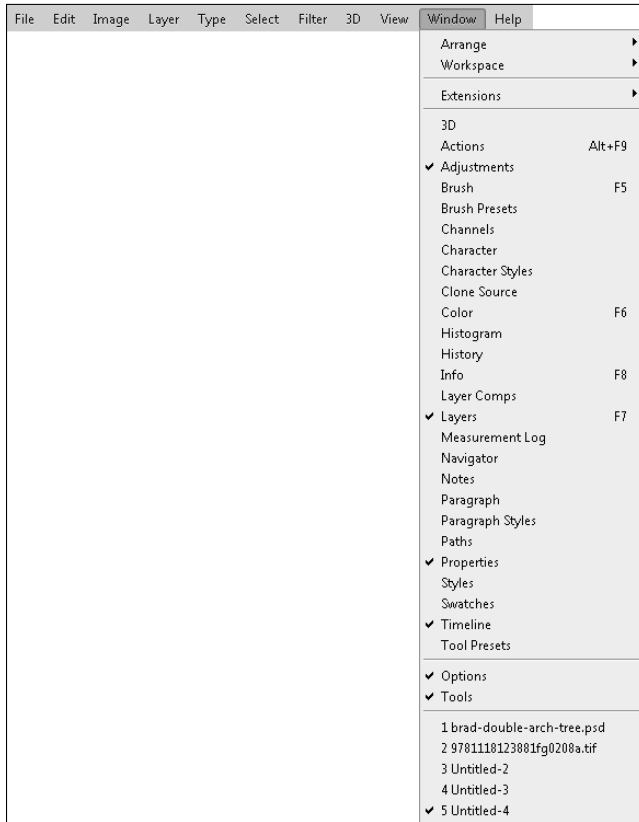 File Edit Image Layer Type Select Filter 3D View Window Help
Arrange
Workspace
Extensions
3D
Actions Alt+F9
Adjustments
Brush F5
Brush Presets
Channels
Character
Character Styles
Clone Source
Color F6
Histogram
History
Info F8
Layer Comps
Layers F7
Measurement Log
Navigator
Notes
Paragraph
Paragraph Styles
Paths
Properties
Styles
Swatches
Timeline
Tool Presets
Options
Tools
1 brad-double-arch-tree.psd
2 9781118123881fg0208a.tif
3 Untitled-2
4 Untitled-3
5 Untitled-4